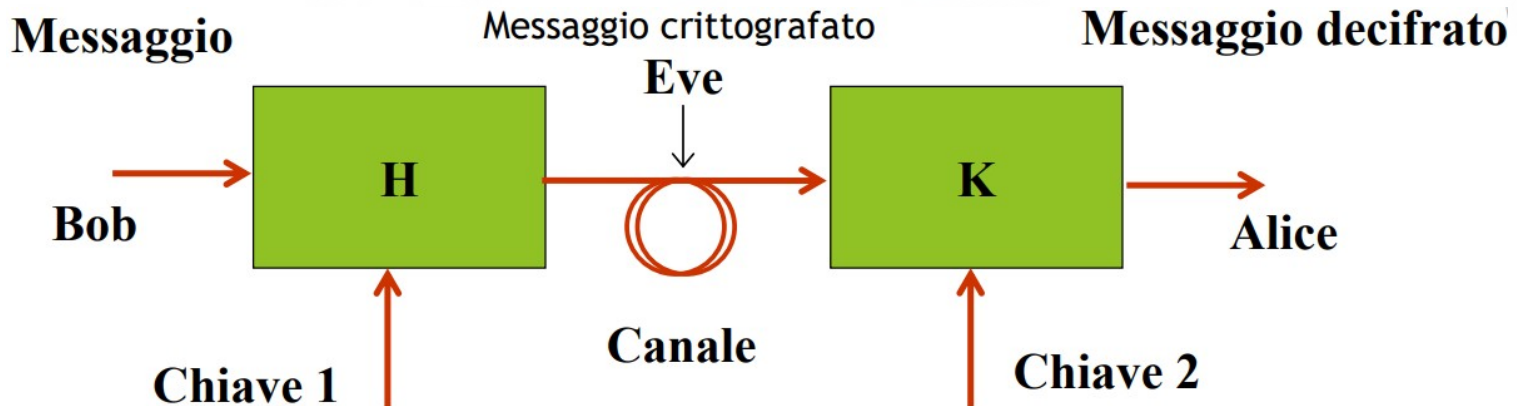 Messaggio
Messaggio crittografato
Messaggio decifrato
Eve
H
K
Bob
Alice
Canale
Chiave 1
Chiave 2